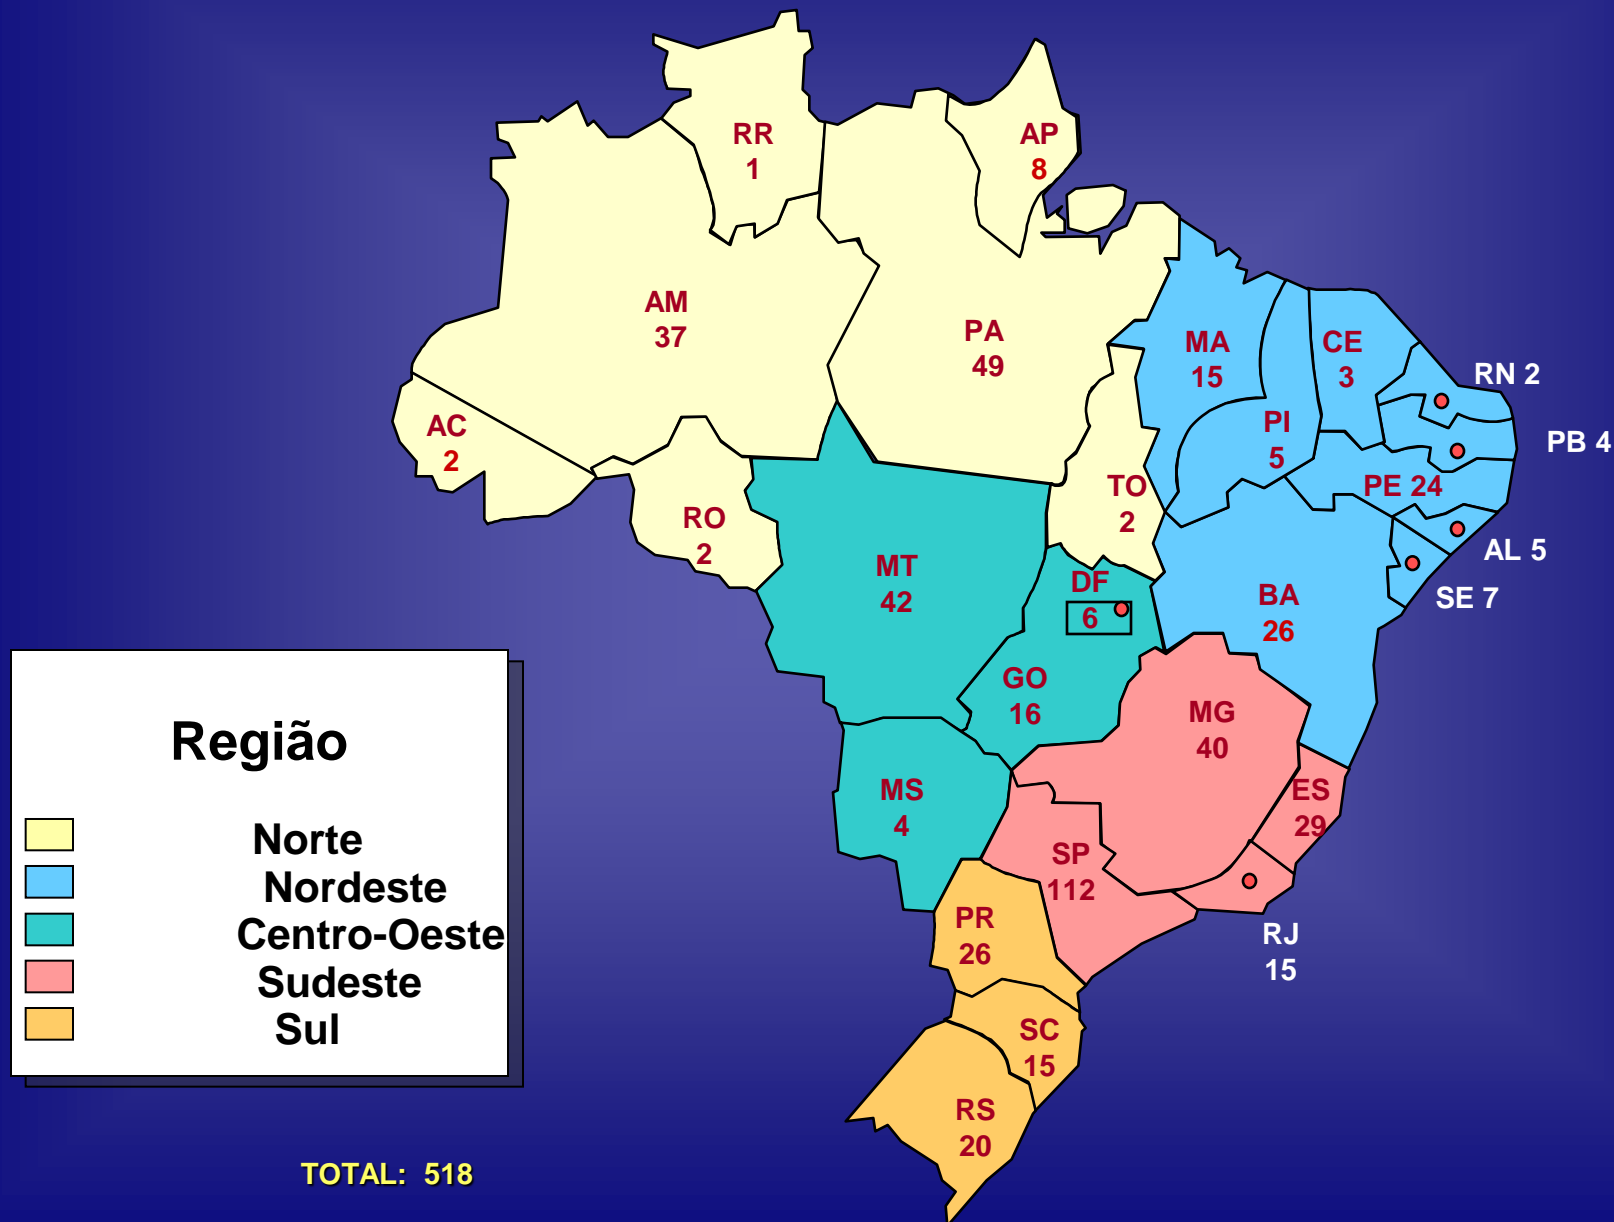 RR
1
AP
8
AM
37
PA
49
MA
15
CE
3
RN 2
PI
5
PB 4
AC
2
PE 24
TO
2
RO
2
AL 5
MT
42
DF
6
SE 7
BA
26
GO
16
MG
40
MS
4
ES
29
SP
112
RJ
15
PR
26
SC
15
RS
20
Região
Norte
Nordeste
Centro-Oeste
Sudeste
Sul
TOTAL: 518